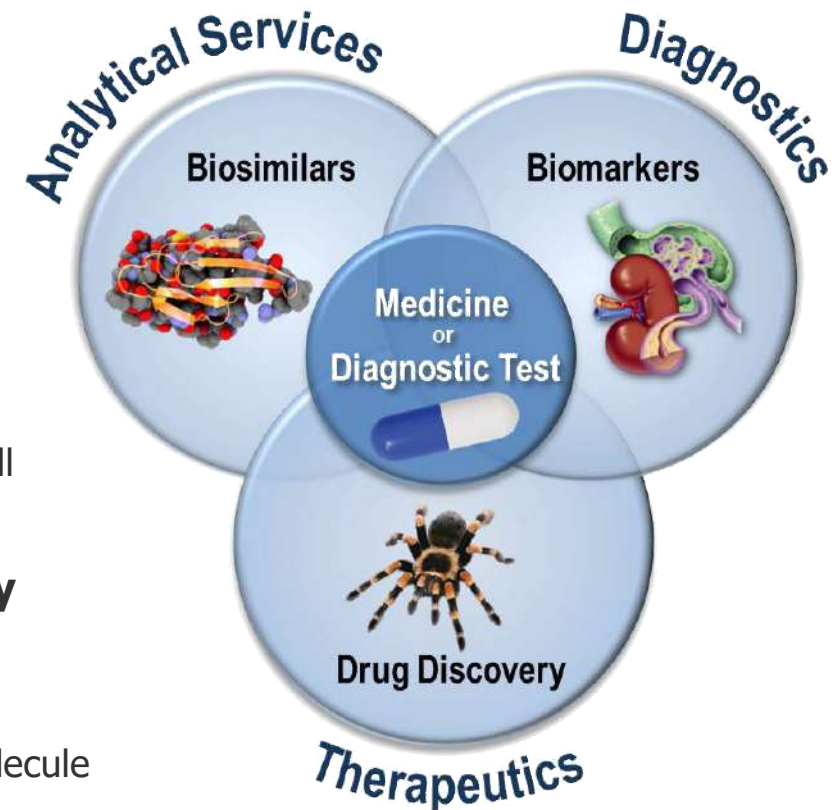 Analytical Services
Diagnostics
Biosimilars
Biomarkers
Medicine
or
Diagnostic Test
Drug Discovery
Therapeutics